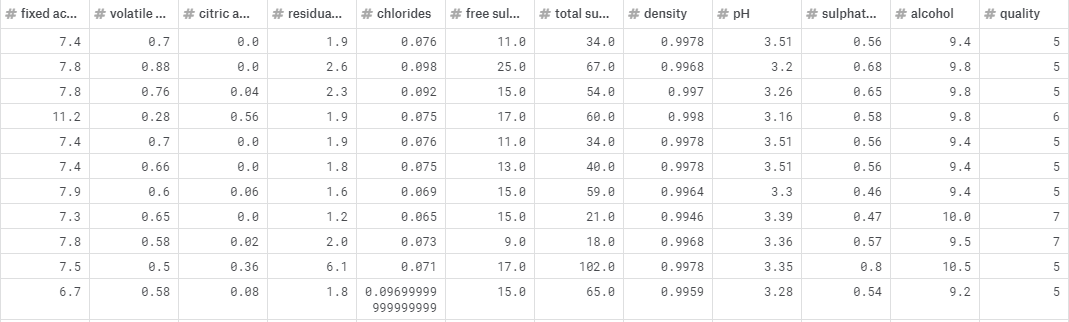 # fixed ac... # volatile ... # citric a... # residua... # chlorides # free sul... # total su... # density # pH # sulphat... # alcohol # quality
7.4 0.7 0.0 1.9 0.076 11.0 34.0 0.9978 3.51 0.56 9.4 5
7.8 0.88 0.0 2.6 0.098 25.0 67.0 0.9968 3.2 0.68 9.8 5
7.8 0.76 0.04 2.3 0.092 15.0 54.0 0.997 3.26 0.65 9.8 5
11.2 0.28 0.56 1.9 0.075 17.0 60.0 0.998 3.16 0.58 9.8 6
7.4 0.7 0.0 1.9 0.076 11.0 34.0 0.9978 3.51 0.56 9.4 5
7.4 0.66 0.0 1.8 0.075 13.0 40.0 0.9978 3.51 0.56 9.4 5
7.9 0.6 0.06 1.6 0.069 15.0 59.0 0.9964 3.3 0.46 9.4 5
7.3 0.65 0.0 1.2 0.065 15.0 21.0 0.9946 3.39 0.47 10.0 7
7.8 0.58 0.02 2.0 0.073 9.0 18.0 0.9968 3.36 0.57 9.5 7
7.5 0.5 0.36 6.1 0.071 17.0 102.0 0.9978 3.35 0.8 10.5 5
6.7 0.58 0.08 1.8 0.09699999 15.0 65.0 0.9959 3.28 0.54 9.2 5
999999999